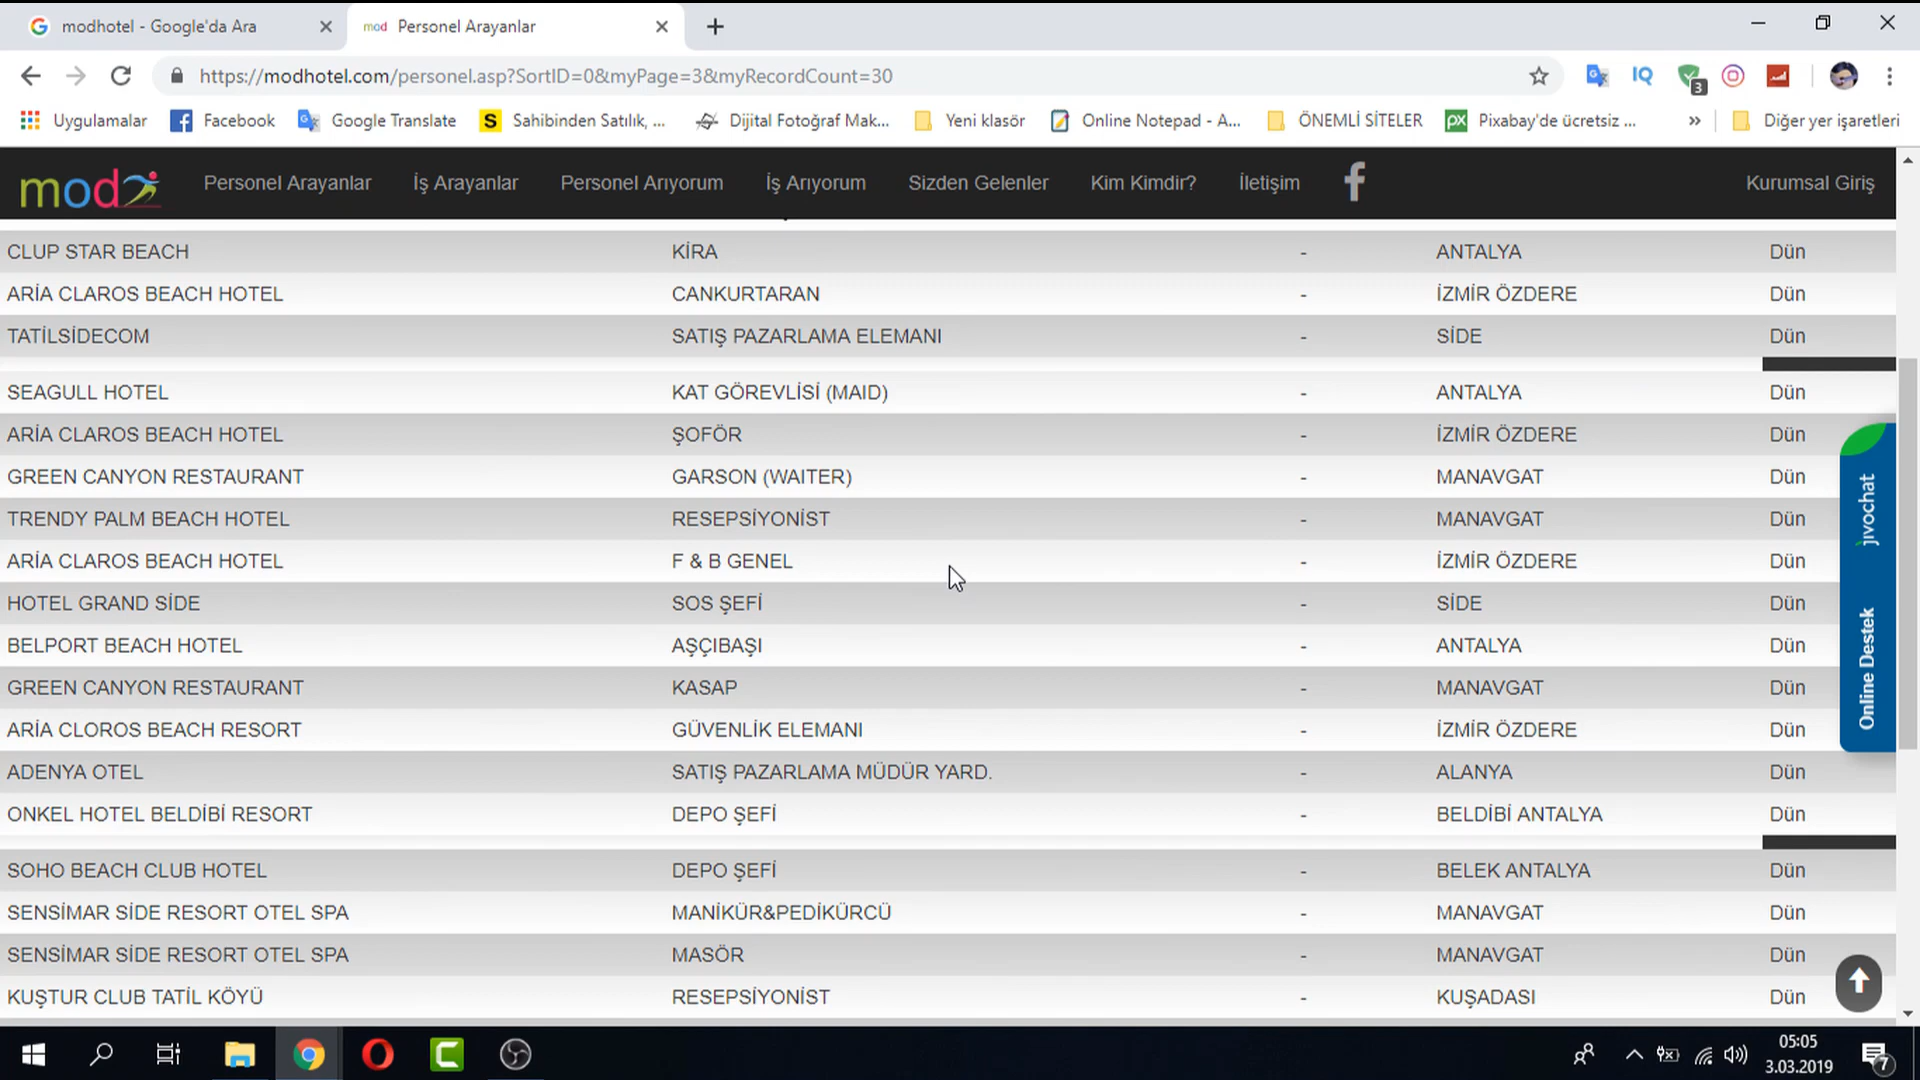 modhotel - Google'da Ara
mod Personel Arayanlar
https://modhotel.com/personel.asp?SortID=0&myPage=3&myRecordCount=30
IQ
3
Uygulamalar Facebook Google Translate S Sahibinden Satılık, ... Dijital Fotoğraf Mak... Yeni klasör Online Notepad - A... ÖNEMLİ SİTELER px Pixabay'de ücretsiz ... » Diğer yer işaretleri
mod Personel Arayanlar İş Arayanlar Personel Arıyorum İş Arıyorum Sizden Gelenler Kim Kimdir? İletişim f Kurumsal Giriş
CLUP STAR BEACH KİRA - ANTALYA Dün
ARİA CLAROS BEACH HOTEL CANKURTARAN - İZMİR ÖZDERE Dün
TATİLSİDECOM SATIŞ PAZARLAMA ELEMANI - SİDE Dün
SEAGULL HOTEL KAT GÖREVLİSİ (MAID) - ANTALYA Dün
ARİA CLAROS BEACH HOTEL ŞOFÖR - İZMİR ÖZDERE Dün
GREEN CANYON RESTAURANT GARSON (WAITER) - MANAVGAT Dün
TRENDY PALM BEACH HOTEL RESEPSİYONİST - MANAVGAT Dün
ARİA CLAROS BEACH HOTEL F & B GENEL - İZMİR ÖZDERE Dün
HOTEL GRAND SİDE SOS ŞEFİ - SİDE Dün
BELPORT BEACH HOTEL AŞÇIBAŞI - ANTALYA Dün
GREEN CANYON RESTAURANT KASAP - MANAVGAT Dün
ARİA CLOROS BEACH RESORT GÜVENLİK ELEMANI - İZMİR ÖZDERE Dün
ADENYA OTEL SATIŞ PAZARLAMA MÜDÜR YARD. - ALANYA Dün
ONKEL HOTEL BELDİBİ RESORT DEPO ŞEFİ - BELDİBİ ANTALYA Dün
SOHO BEACH CLUB HOTEL DEPO ŞEFİ - BELEK ANTALYA Dün
SENSİMAR SİDE RESORT OTEL SPA MANİKÜR&PEDİKÜRCÜ - MANAVGAT Dün
SENSİMAR SİDE RESORT OTEL SPA MASÖR - MANAVGAT Dün
KUŞTUR CLUB TATİL KÖYÜ RESEPSİYONİST - KUŞADASI Dün
jivochat
Online Destek
05:05
3.03.2019
7